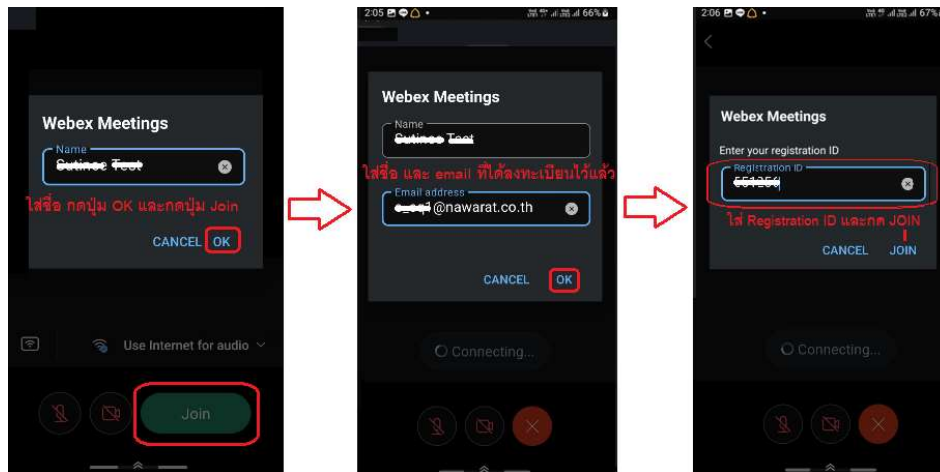 Webex Meetings
Name
ใส่ชื่อ กดปุ่ม OK และกดปุ่ม Join
CANCEL OK
Use Internet for audio
Join
2:05
66%
Webex Meetings
Name
ใส่ชื่อ และ email ที่ได้ลงทะเบียนไว้แล้ว
Email address
@nawarat.co.th
CANCEL OK
Connecting...
2:06
67%
Webex Meetings
Enter your registration ID
Registration ID
ใส่ Registration ID และกด JOIN
CANCEL JOIN
Connecting...